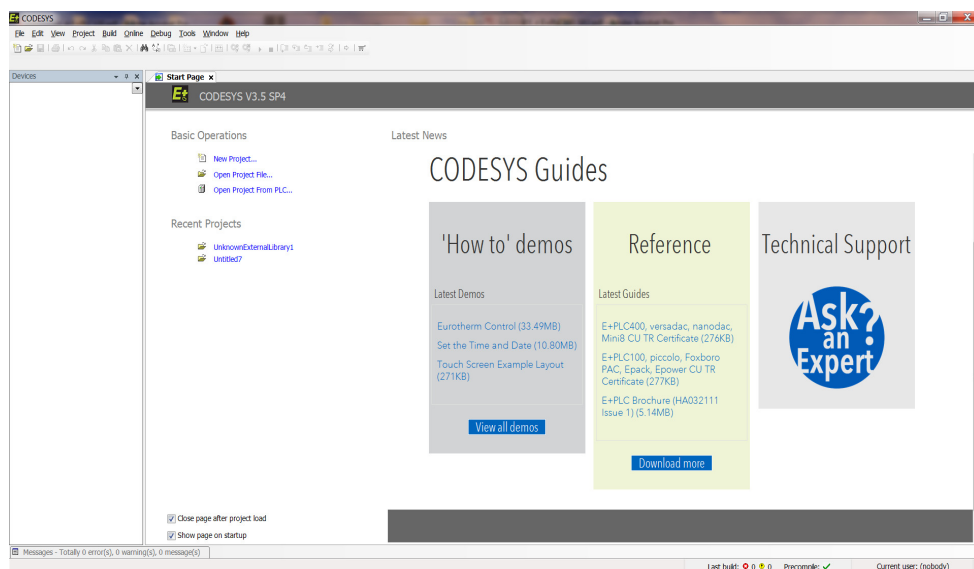 CODESYS
File Edit View Project Build Online Debug Tools Window Help
Devices
Start Page x
E+ CODESYS V3.5 SP4
Basic Operations
New Project...
Open Project File...
Open Project From PLC...
Recent Projects
UnknownExternalLibrary1
Untitled7
Latest News
CODESYS Guides
'How to' demos
Latest Demos
Eurotherm Control (33.49MB)
Set the Time and Date (10.80MB)
Touch Screen Example Layout
(271KB)
View all demos
Reference
Latest Guides
E+PLC400, versadac, nanodac,
Mini8 CU TR Certificate (276KB)
E+PLC100, piccolo, Foxboro
PAC, Epack, Epower CU TR
Certificate (277KB)
E+PLC Brochure (HA032111
Issue 1) (5.14MB)
Download more
Technical Support
Ask?
an
Expert
Close page after project load
Show page on startup
Messages - Totally 0 error(s), 0 warning(s), 0 message(s)
Last build: 0 0 Precompile: Current user: (nobody)